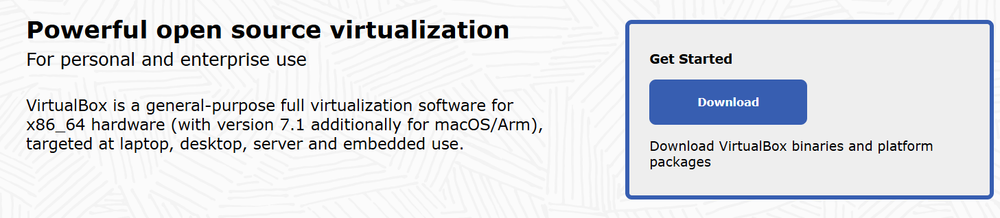 Powerful open source virtualization
For personal and enterprise use
VirtualBox is a general-purpose full virtualization software for
x86_64 hardware (with version 7.1 additionally for macOS/Arm),
targeted at laptop, desktop, server and embedded use.
Get Started
Download
Download VirtualBox binaries and platform
packages